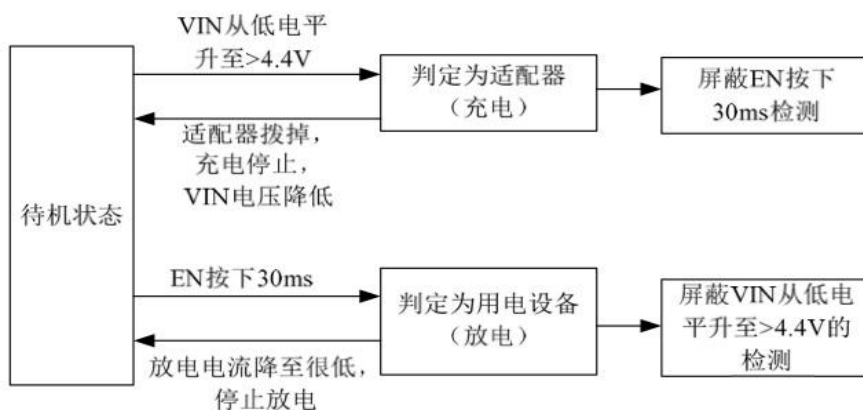 VIN从低电平
升至>4.4V
判定为适配器
（充电）
屏蔽EN按下
30ms检测
适配器拨掉，
充电停止，
VIN电压降低
待机状态
EN按下30ms
判定为用电设备
（放电）
屏蔽VIN从低电
平升至>4.4V的
检测
放电电流降至很低，
停止放电